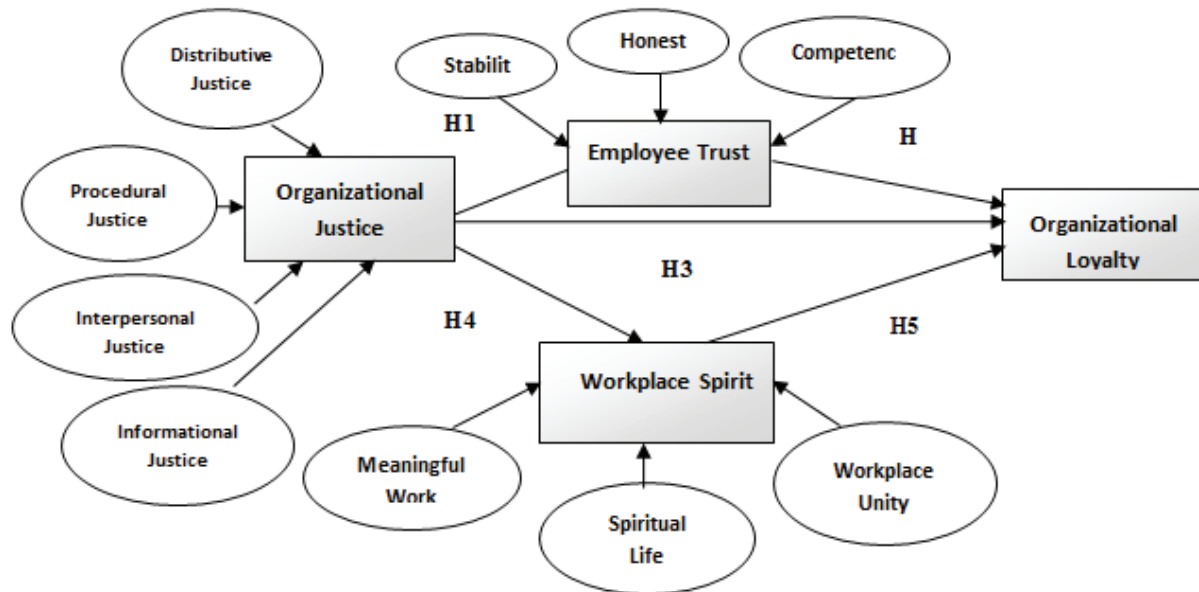 Distributive
Justice
Stabilit
Honest
Competenc
H1
H
Employee Trust
Procedural
Justice
Organizational
Justice
Organizational
Loyalty
H3
Interpersonal
Justice
H4
H5
Workplace Spirit
Informational
Justice
Meaningful
Work
Workplace
Unity
Spiritual
Life